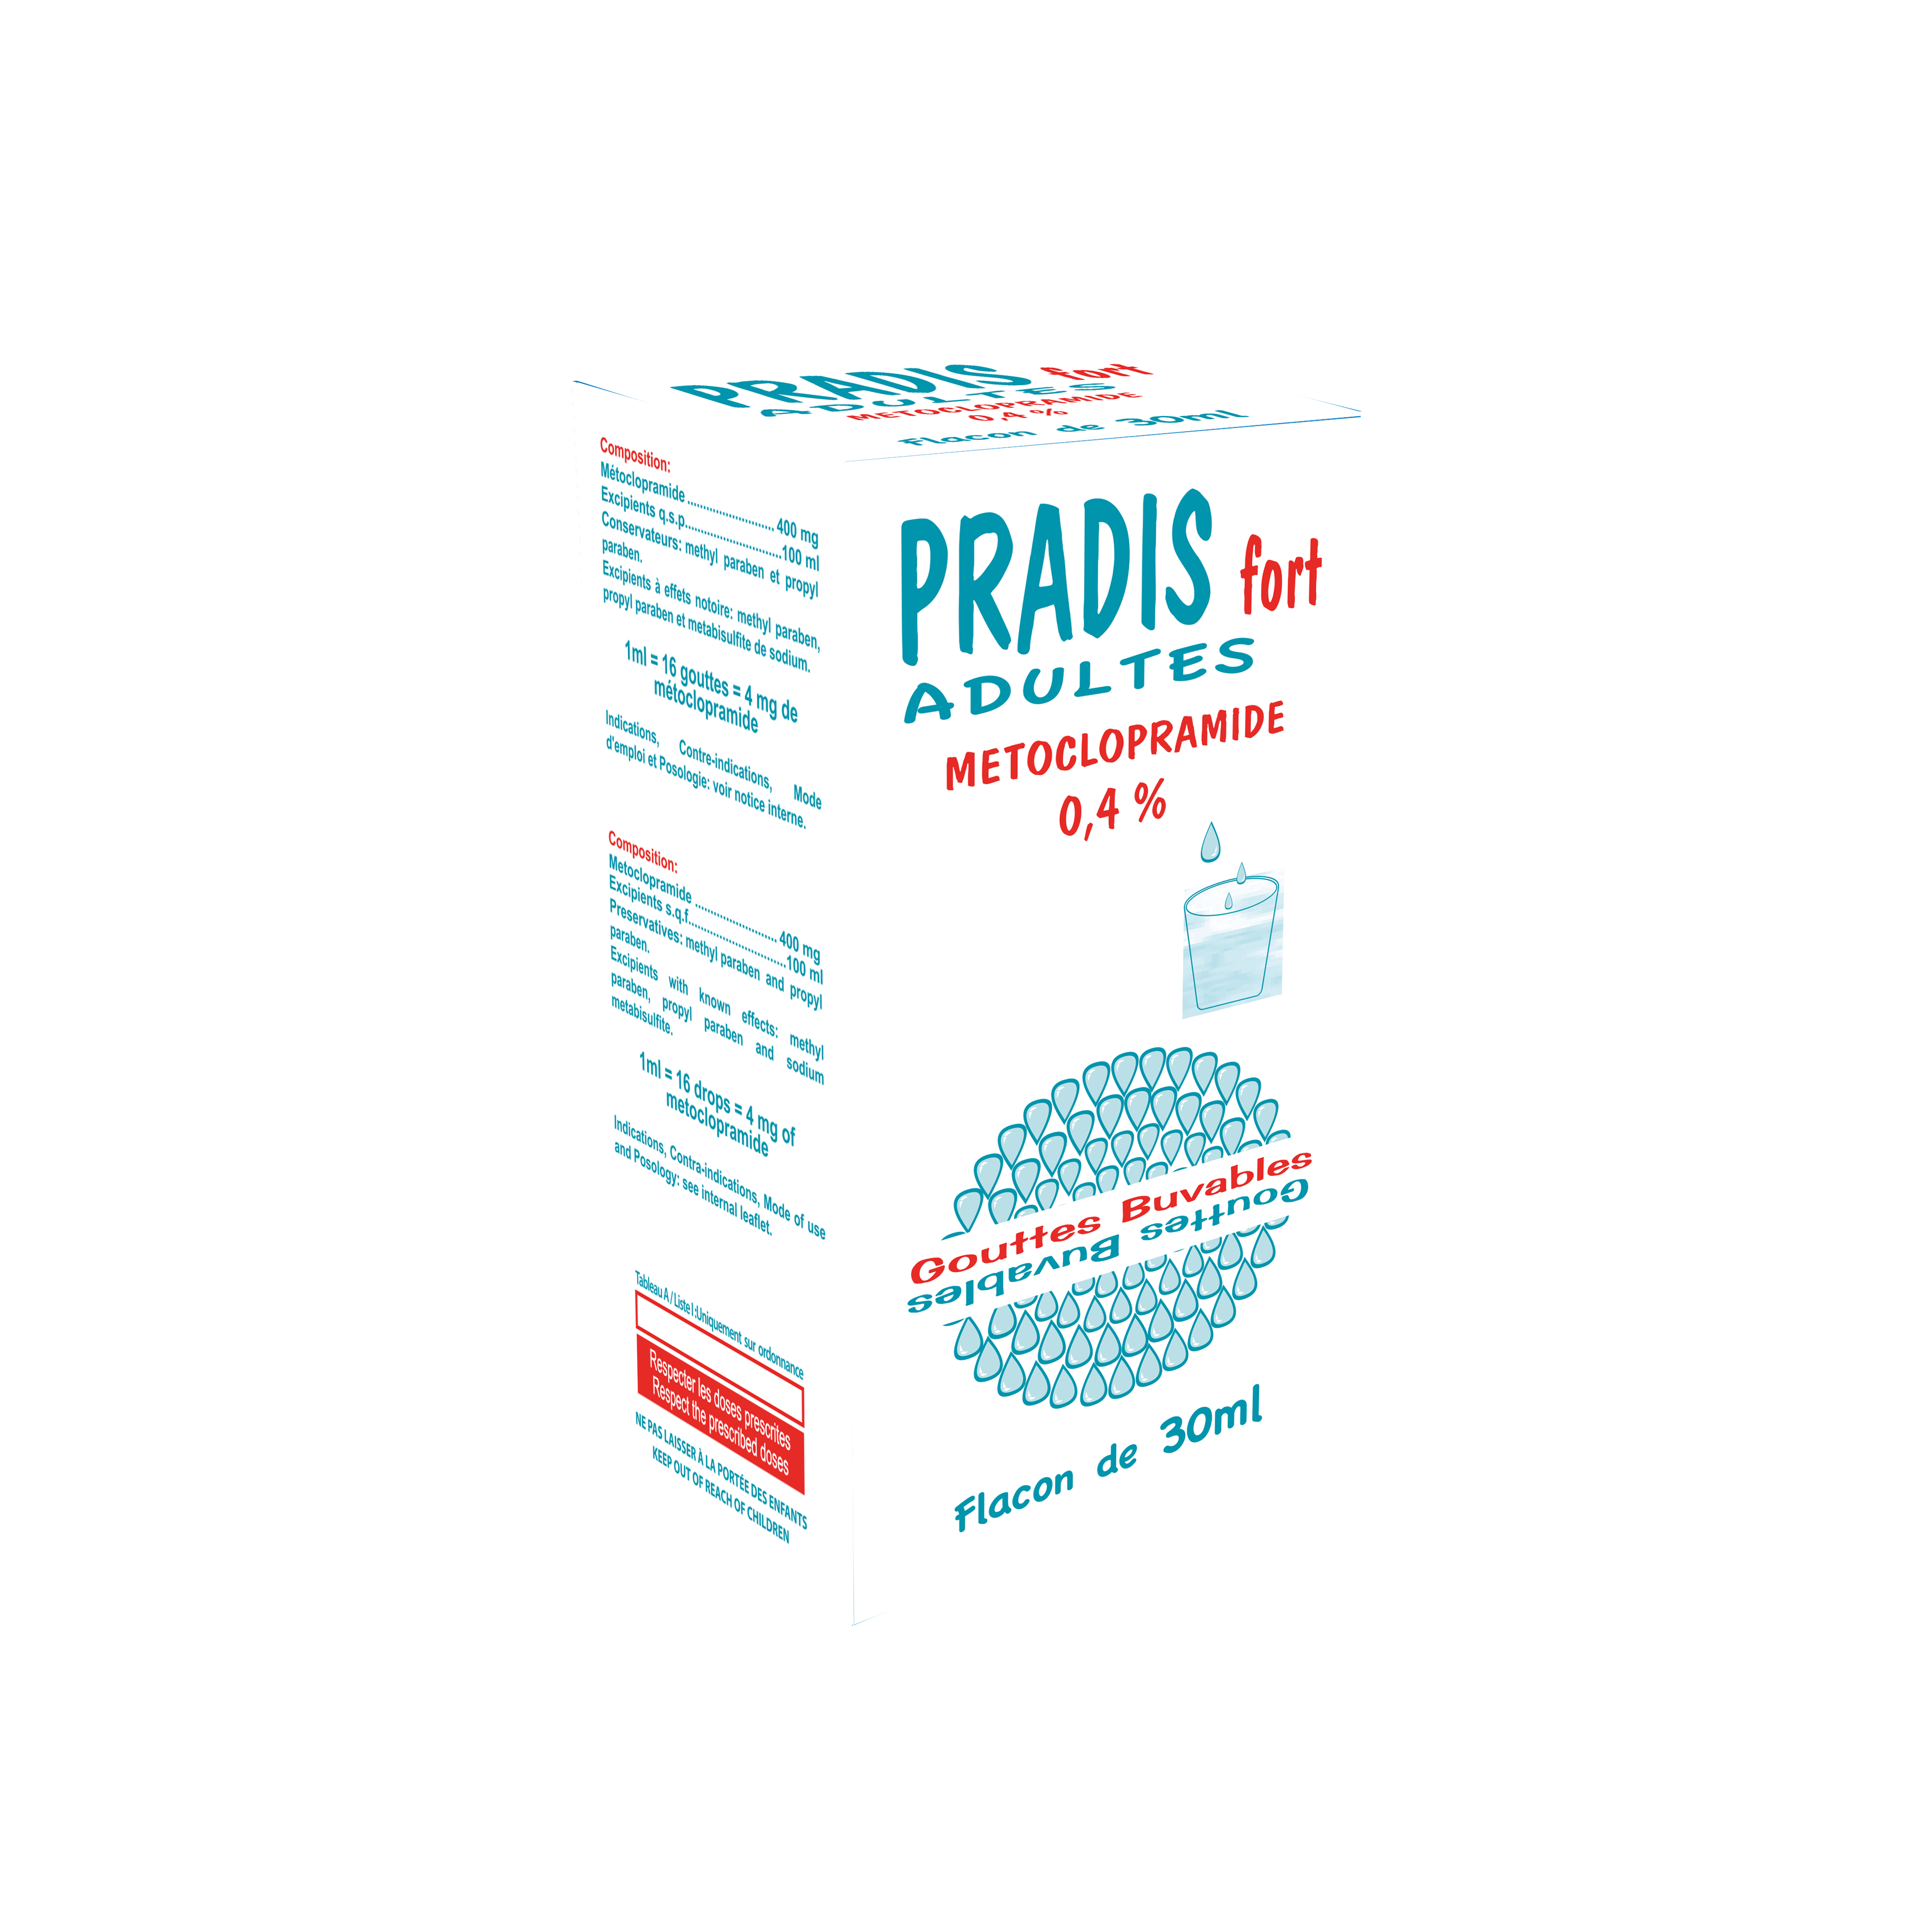 PRADIS fort
ADULTES
METOCLOPRAMIDE
0,4 %
Flacon de 30ml
Composition:
Métoclopramide ........................ 400 mg
Excipients q.s.p...........................100 ml
Conservateurs: methyl paraben et propyl
paraben.
Excipients à effets notoire: methyl paraben,
propyl paraben et metabisulfite de sodium.
1ml = 16 gouttes = 4 mg de
métoclopramide
Indications, Contre-indications, Mode
d'emploi et Posologie: voir notice interne.
Composition:
Metoclopramide ....................... 400 mg
Excipients s.q.f...........................100 ml
Preservatives: methyl paraben and propyl
paraben.
Excipients with known effects: methyl
paraben, propyl paraben and sodium
metabisulfite.
1ml = 16 drops = 4 mg of
metoclopramide
Indications, Contra-indications, Mode of use
and Posology: see internal leaflet.
Tableau A / Liste I :Uniquement sur ordonnance
Respecter les doses prescrites
Respect the prescribed doses
NE PAS LAISSER À LA PORTÉE DES ENFANTS
KEEP OUT OF REACH OF CHILDREN
PRADIS fort
ADULTES
METOCLOPRAMIDE
0,4 %
Gouttes Buvables
Gouttes Buvables
Flacon de 30ml